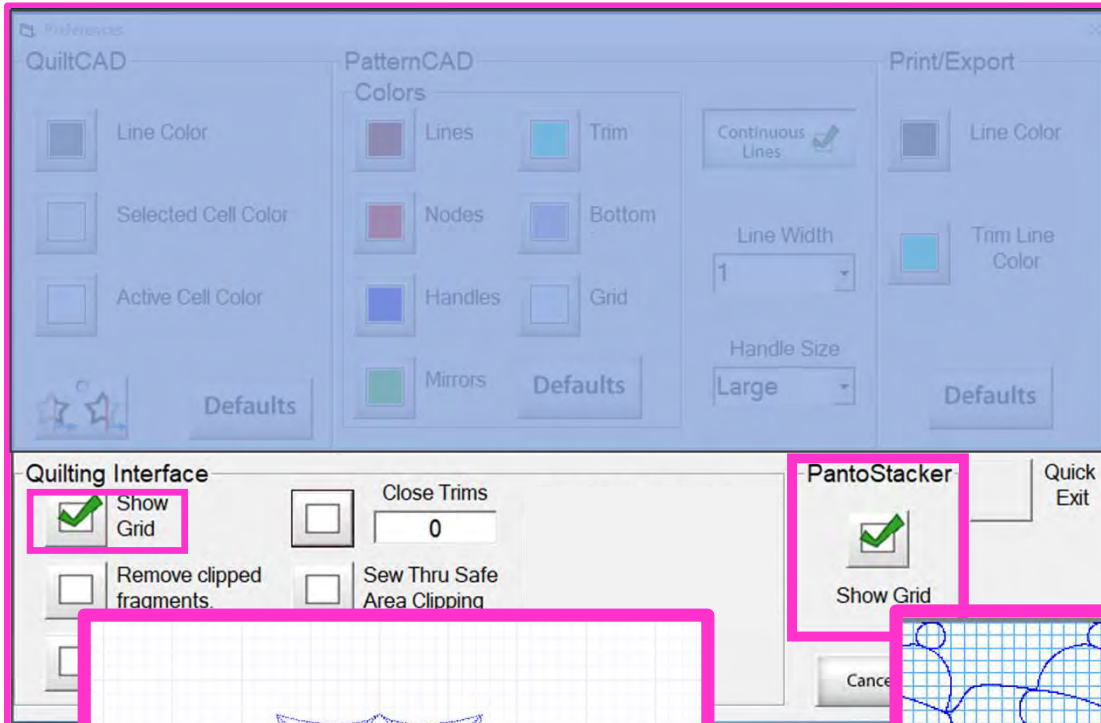 Preferences
QuiltCAD
PatternCAD
Print/Export
Colors
Line Color
Lines
Trim
Continuous
Lines
Line Color
Selected Cell Color
Nodes
Bottom
Line Width
Trim Line
Color
1
Active Cell Color
Handles
Grid
Handle Size
Mirrors
Defaults
Large
Defaults
Defaults
Quilting Interface
PantoStacker
Quick
Exit
Show
Grid
Close Trims
0
Remove clipped
fragments.
Sew Thru Safe
Area Clipping
Show Grid